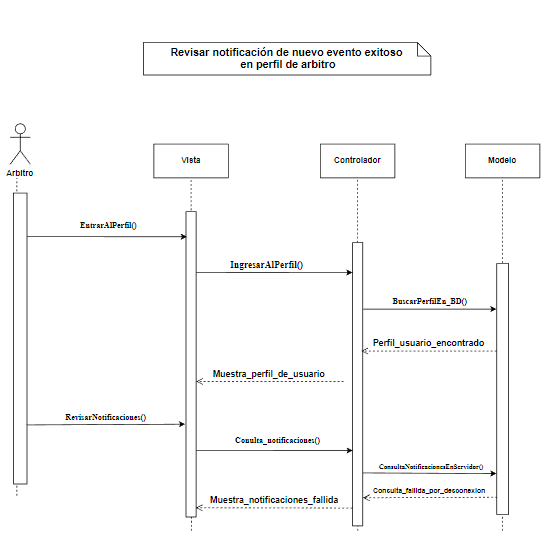 Revisar notificación de nuevo evento exitoso
en perfil de arbitro
Arbitro
Vista
Controlador
Modelo
EntrarAlPerfil()
IngresarAlPerfil()
BuscarPerfilEn_BD()
Perfil_usuario_encontrado
Muestra_perfil_de_usuario
RevisarNotificaciones()
Conulta_notificaciones()
ConsultaNotificacionesEnServidor()
Consulta_fallida_por_desconexion
Muestra_notificaciones_fallida